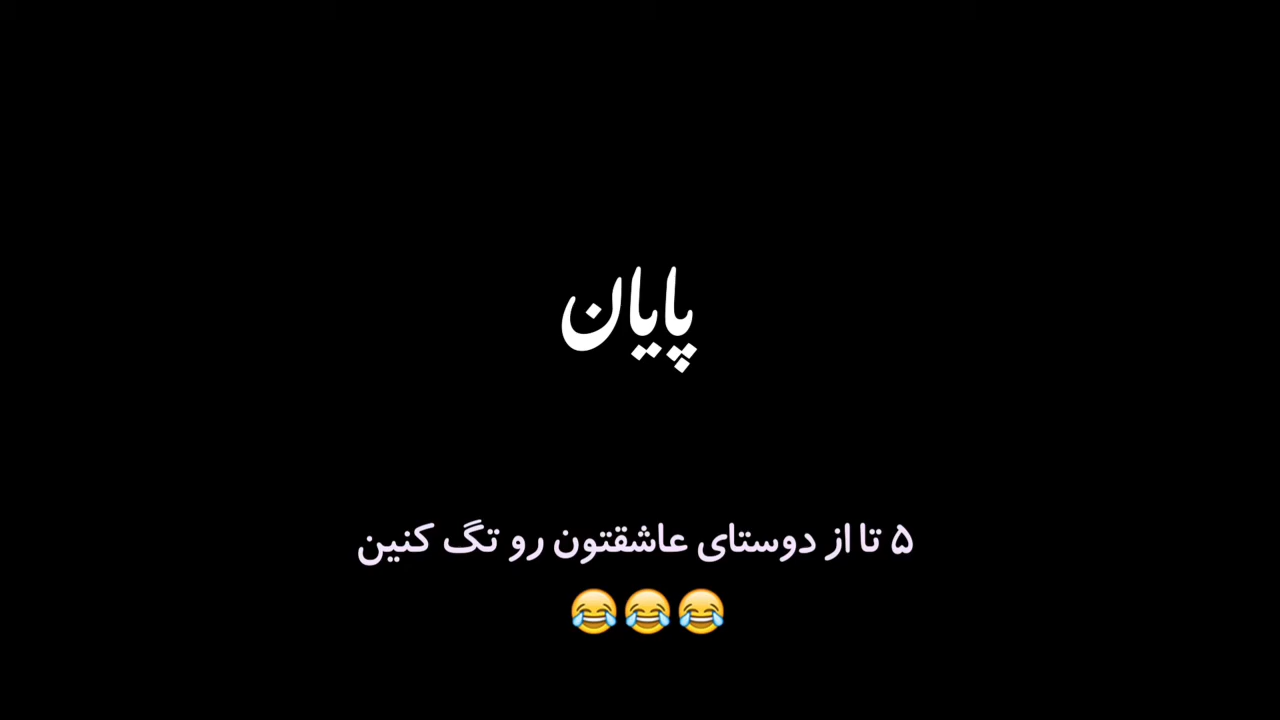 پایان
۵ تا از دوستای عاشقتون رو تگ کنین
😂😂😂